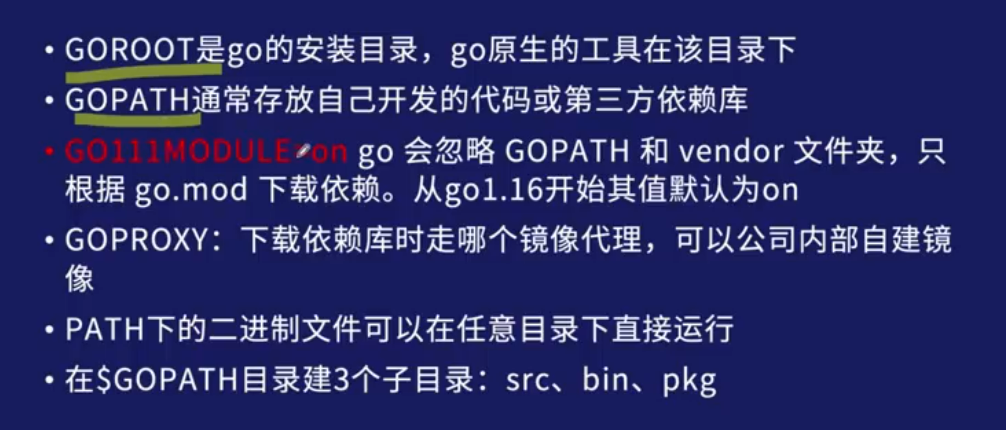 • GOROOT是go的安装目录，go原生的工具在该目录下
• GOPATH通常存放自己开发的代码或第三方依赖库
• GO111MODULE=on go 会忽略 GOPATH 和 vendor 文件夹，只
根据 go.mod 下载依赖。从go1.16开始其值默认为on
• GOPROXY：下载依赖库时走哪个镜像代理，可以公司内部自建镜
像
• PATH下的二进制文件可以在任意目录下直接运行
• 在$GOPATH目录建3个子目录：src、bin、pkg